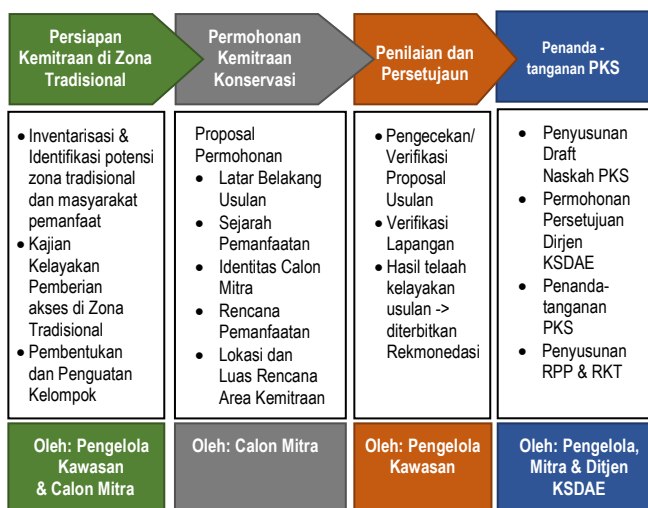 Persiapan
Kemitraan di Zona
Tradisional
Permohonan
Kemitraan
Konservasi
Penilaian dan
Persetujaun
Penanda -
tanganan PKS
• Inventarisasi &
Identifikasi potensi
zona tradisional
dan masyarakat
pemanfaat
• Kajian
Kelayakan
Pemberian
akses di Zona
Tradisional
• Pembentukan
dan Penguatan
Kelompok
Proposal
Permohonan
• Latar Belakang
Usulan
• Sejarah
Pemanfaatan
• Identitas Calon
Mitra
• Rencana
Pemanfaatan
• Lokasi dan
Luas Rencana
Area Kemitraan
• Pengecekan/
Verifikasi
Proposal
Usulan
• Verifikasi
Lapangan
• Hasil telaah
kelayakan
usulan ->
diterbitkan
Rekmonedasi
• Penyusunan
Draft
Naskah PKS
• Permohonan
Persetujuan
Dirjen
KSDAE
• Penanda-
tanganan
PKS
• Penyusunan
RPP & RKT
Oleh: Pengelola
Kawasan
& Calon Mitra
Oleh: Calon Mitra
Oleh: Pengelola
Kawasan
Oleh: Pengelola,
Mitra & Ditjen
KSDAE